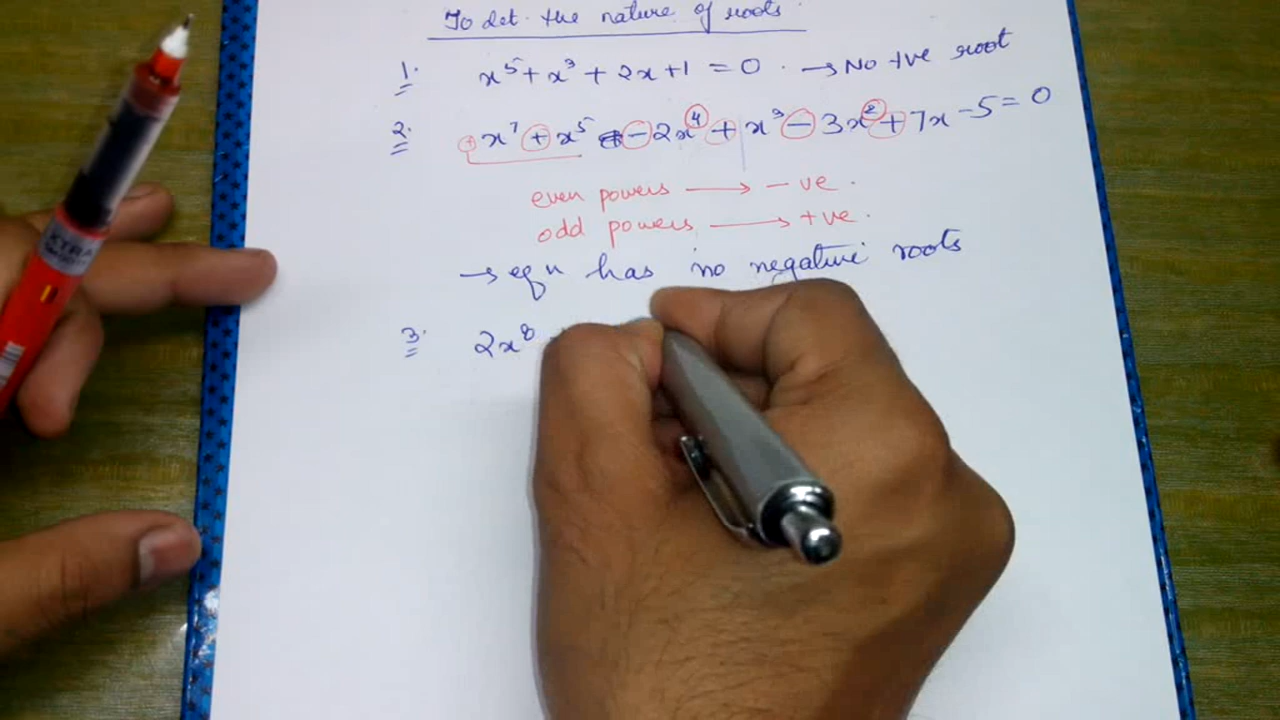 To det. the nature of roots.
1. x⁵ + x³ + 2x + 1 = 0. → No +ve root
2. + x⁷ + x⁵ - 2x⁴ + x³ - 3x² + 7x - 5 = 0
even powers → - ve.
odd powers → + ve.
→ eqn has no negative roots
3. 2x⁸
XTRA